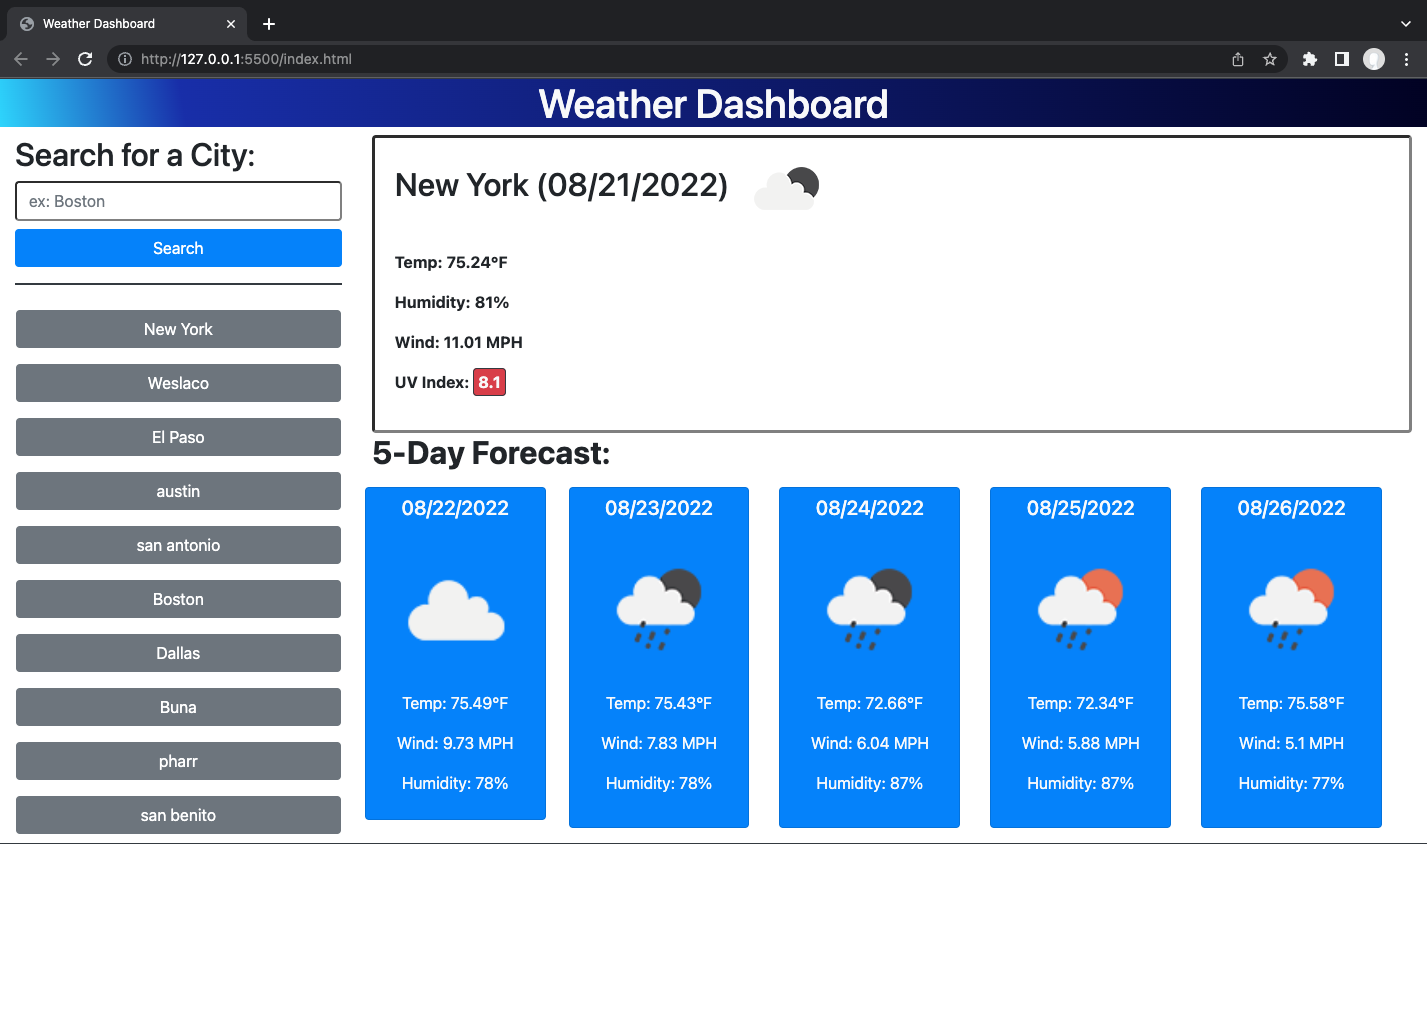 Weather Dashboard
http://127.0.0.1:5500/index.html
Weather Dashboard
Search for a City:
ex: Boston
Search
New York
Weslaco
El Paso
austin
san antonio
Boston
Dallas
Buna
pharr
san benito
New York (08/21/2022)
Temp: 75.24°F
Humidity: 81%
Wind: 11.01 MPH
UV Index: 8.1
5-Day Forecast:
08/22/2022
Temp: 75.49°F
Wind: 9.73 MPH
Humidity: 78%
08/23/2022
Temp: 75.43°F
Wind: 7.83 MPH
Humidity: 78%
08/24/2022
Temp: 72.66°F
Wind: 6.04 MPH
Humidity: 87%
08/25/2022
Temp: 72.34°F
Wind: 5.88 MPH
Humidity: 87%
08/26/2022
Temp: 75.58°F
Wind: 5.1 MPH
Humidity: 77%